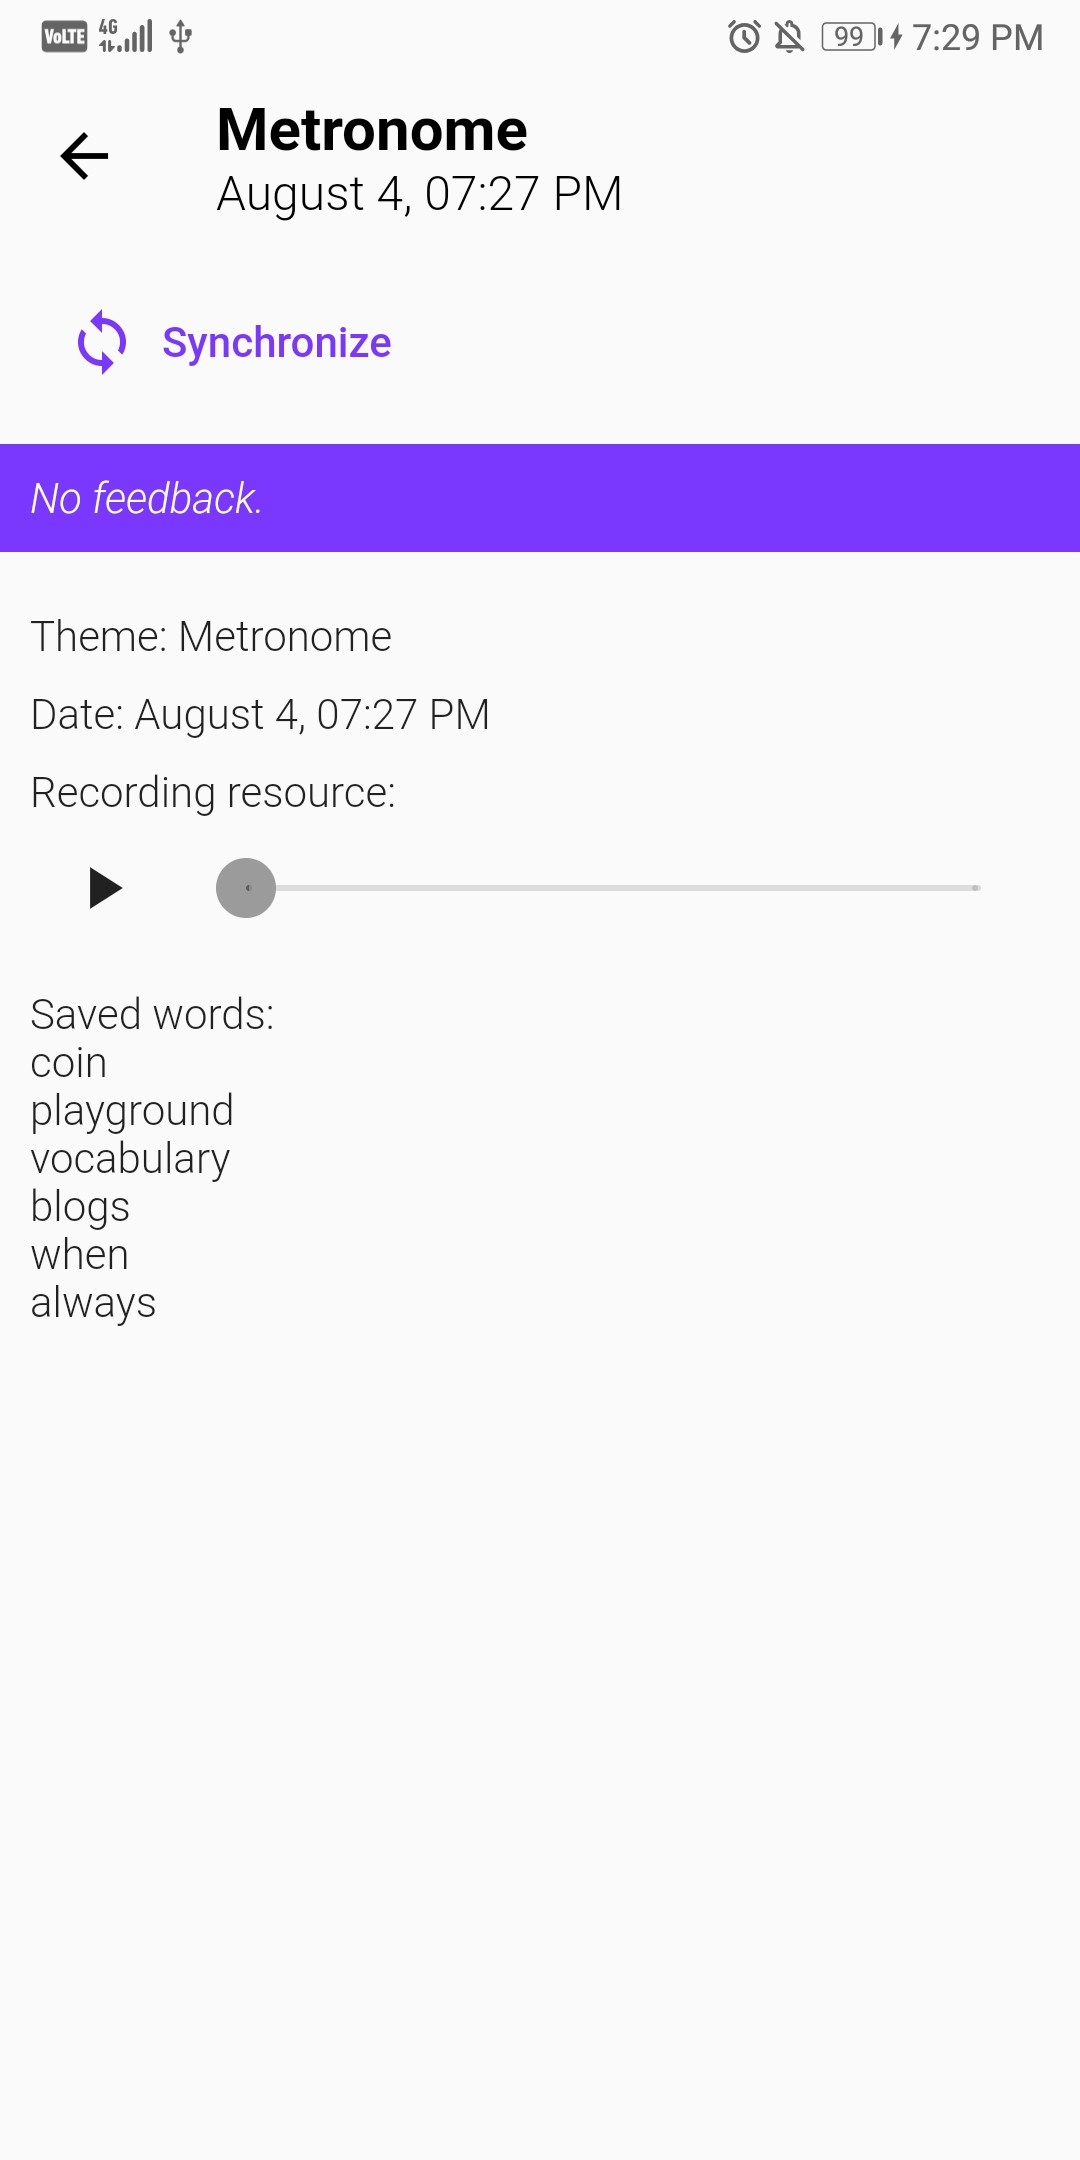 VoLTE 4G 99 7:29 PM
Metronome
August 4, 07:27 PM
Synchronize
No feedback.
Theme: Metronome
Date: August 4, 07:27 PM
Recording resource:
Saved words:
coin
playground
vocabulary
blogs
when
always